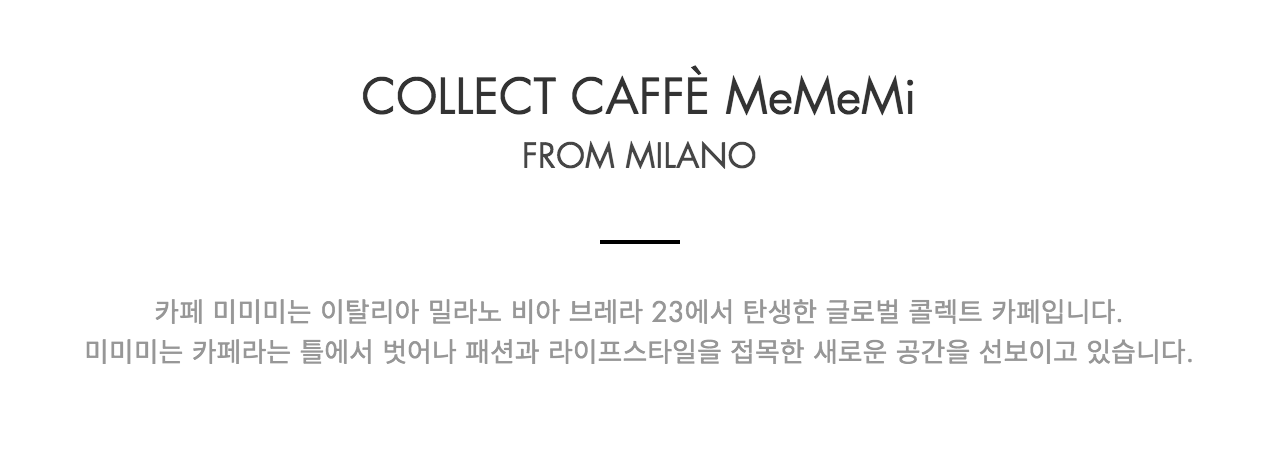 COLLECT CAFFÈ MeMeMi
FROM MILANO
카페 미미미는 이탈리아 밀라노 비아 브레라 23에서 탄생한 글로벌 콜렉트 카페입니다.
미미미는 카페라는 틀에서 벗어나 패션과 라이프스타일을 접목한 새로운 공간을 선보이고 있습니다.